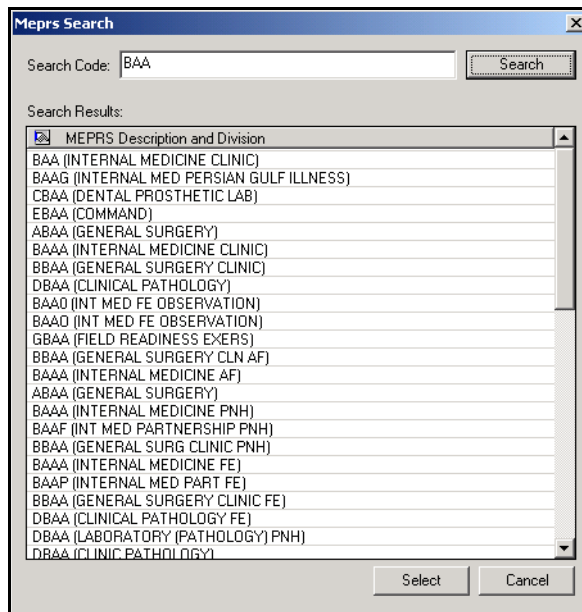 Meprs Search
Search Code: BAA Search
Search Results:
MEPRS Description and Division
BAA (INTERNAL MEDICINE CLINIC)
BAAG (INTERNAL MED PERSIAN GULF ILLNESS)
CBAA (DENTAL PROSTHETIC LAB)
EBAA (COMMAND)
ABAA (GENERAL SURGERY)
BAAA (INTERNAL MEDICINE CLINIC)
BBAA (GENERAL SURGERY CLINIC)
DBAA (CLINICAL PATHOLOGY)
BAA0 (INT MED FE OBSERVATION)
BAAO (INT MED FE OBSERVATION)
GBAA (FIELD READINESS EXERS)
BBAA (GENERAL SURGERY CLN AF)
BAAA (INTERNAL MEDICINE AF)
ABAA (GENERAL SURGERY)
BAAA (INTERNAL MEDICINE PNH)
BAAF (INT MED PARTNERSHIP PNH)
BBAA (GENERAL SURG CLINIC PNH)
BAAA (INTERNAL MEDICINE FE)
BAAP (INTERNAL MED PART FE)
BBAA (GENERAL SURGERY CLINIC FE)
DBAA (CLINICAL PATHOLOGY FE)
DBAA (LABORATORY (PATHOLOGY) PNH)
DBAA (CLINIC PATHOLOGY)
Select Cancel